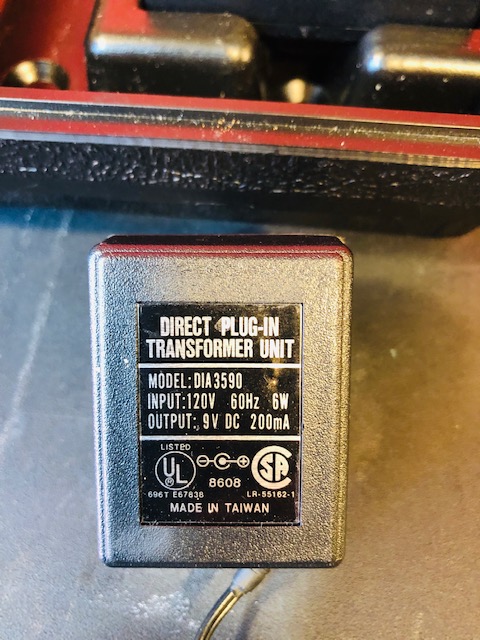 DIRECT PLUG-IN
TRANSFORMER UNIT
MODEL: DIA3590
INPUT: 120V 60Hz 6W
OUTPUT: 9V DC 200mA
LISTED
UL
8608
SA
696T E67838
LR-55162-1
MADE IN TAIWAN